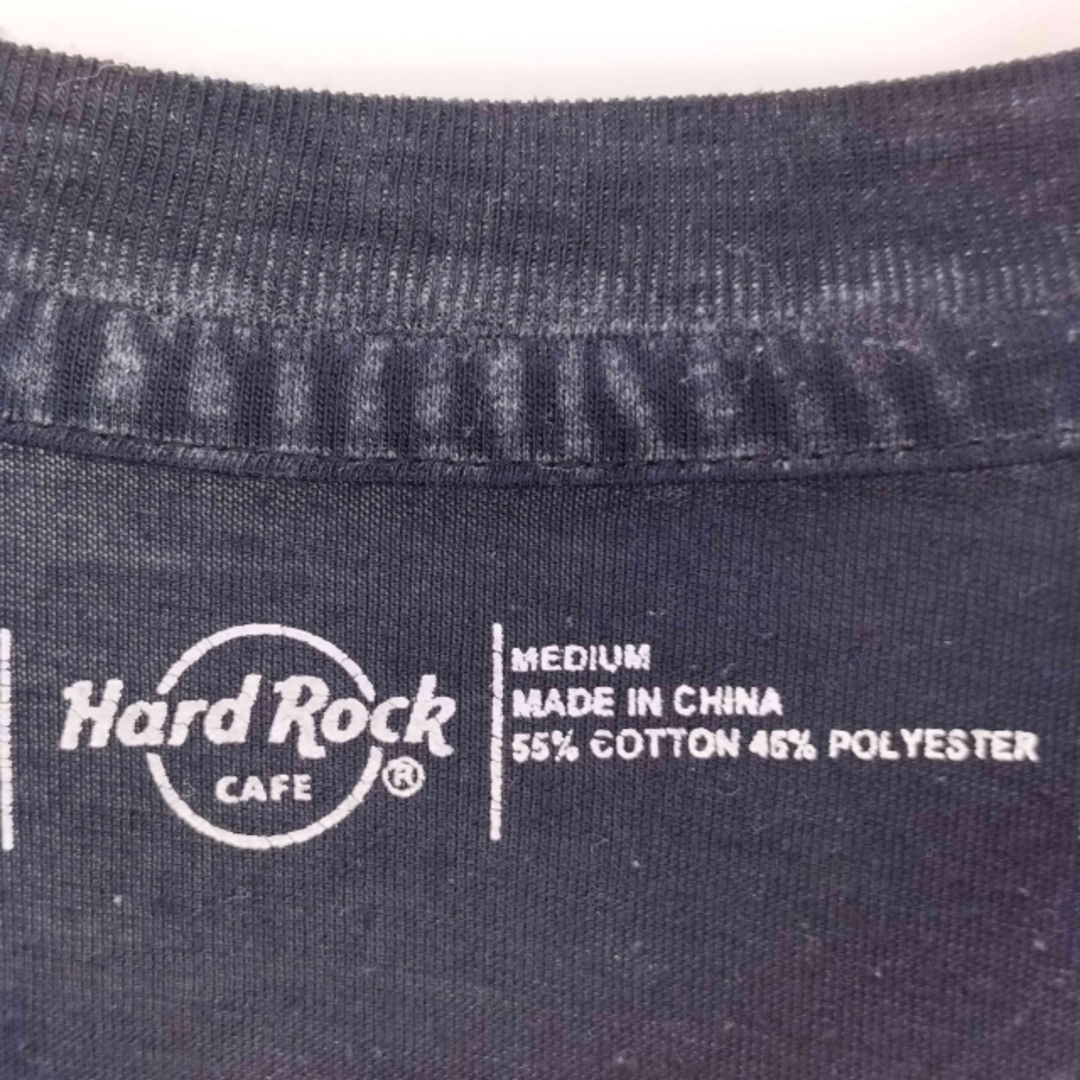 Hard Rock
CAFE
®
MEDIUM
MADE IN CHINA
55% COTTON 45% POLYESTER